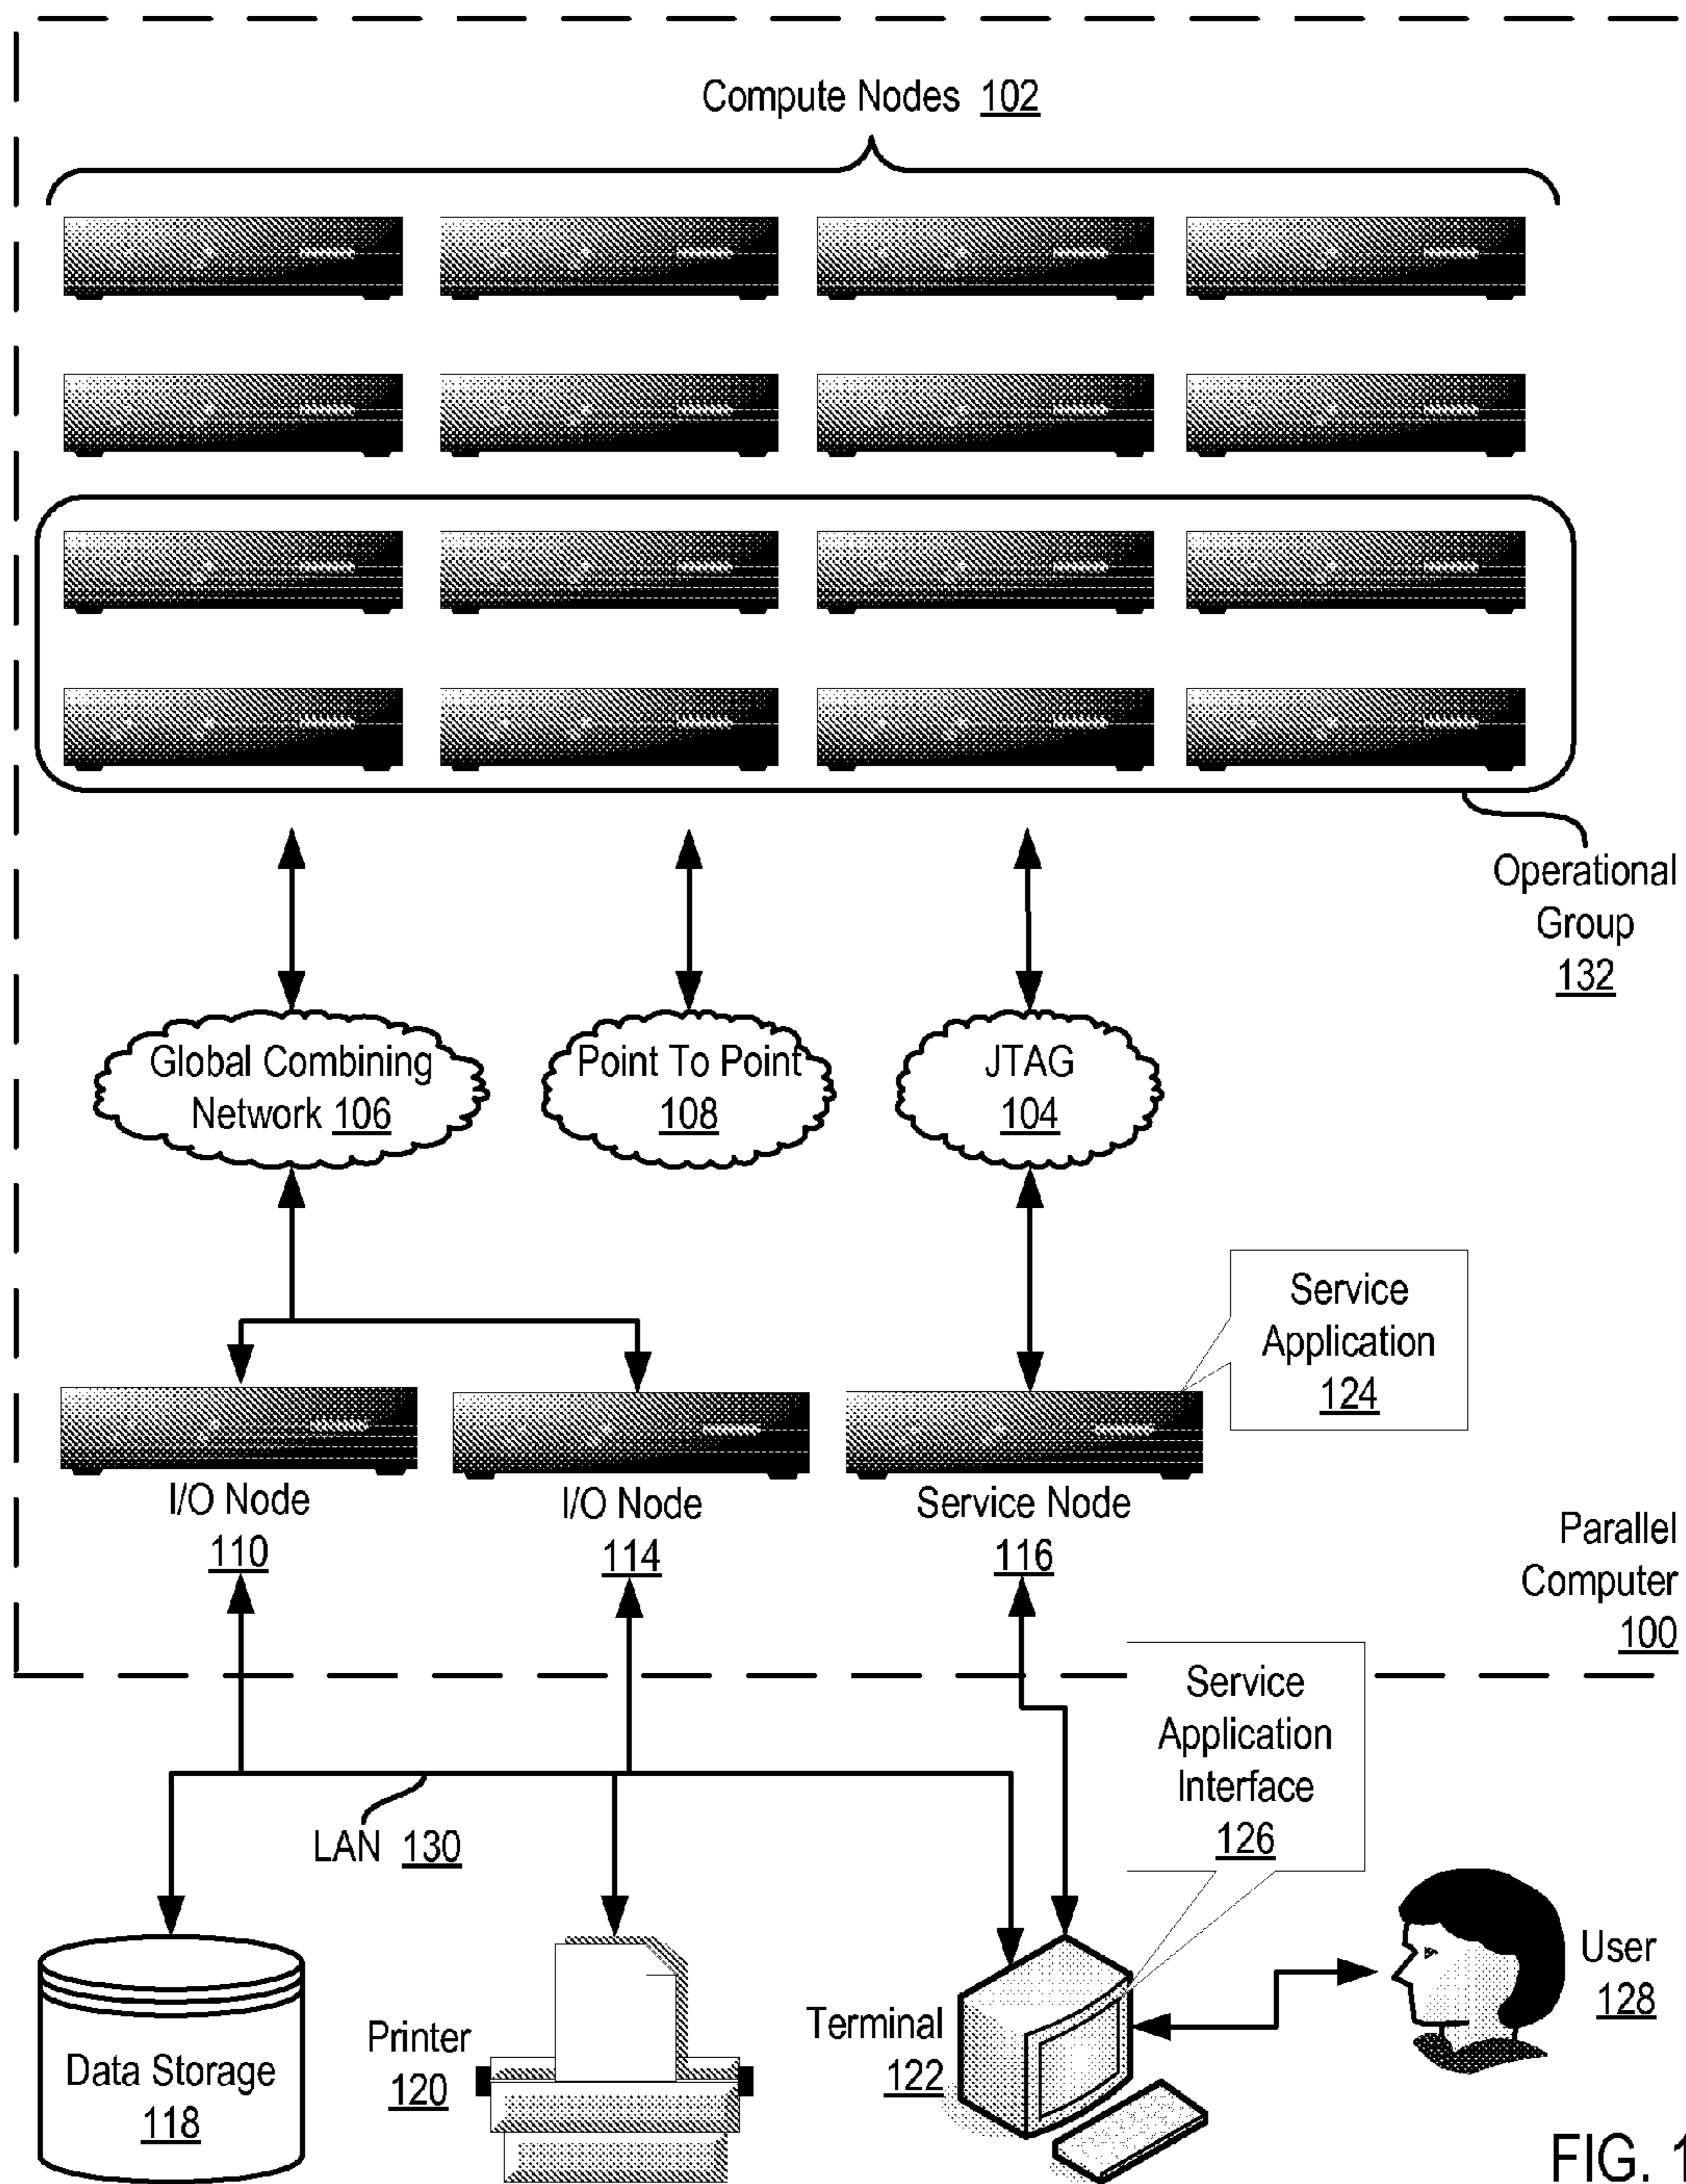 Compute Nodes 102
Operational
Group
132
Global Combining
Network 106
Point To Point
108
JTAG
104
Service
Application
124
I/O Node
110
I/O Node
114
Service Node
116
Parallel
Computer
100
Service
Application
Interface
126
LAN 130
Data Storage
118
Printer
120
Terminal
122
User
128
FIG. 1